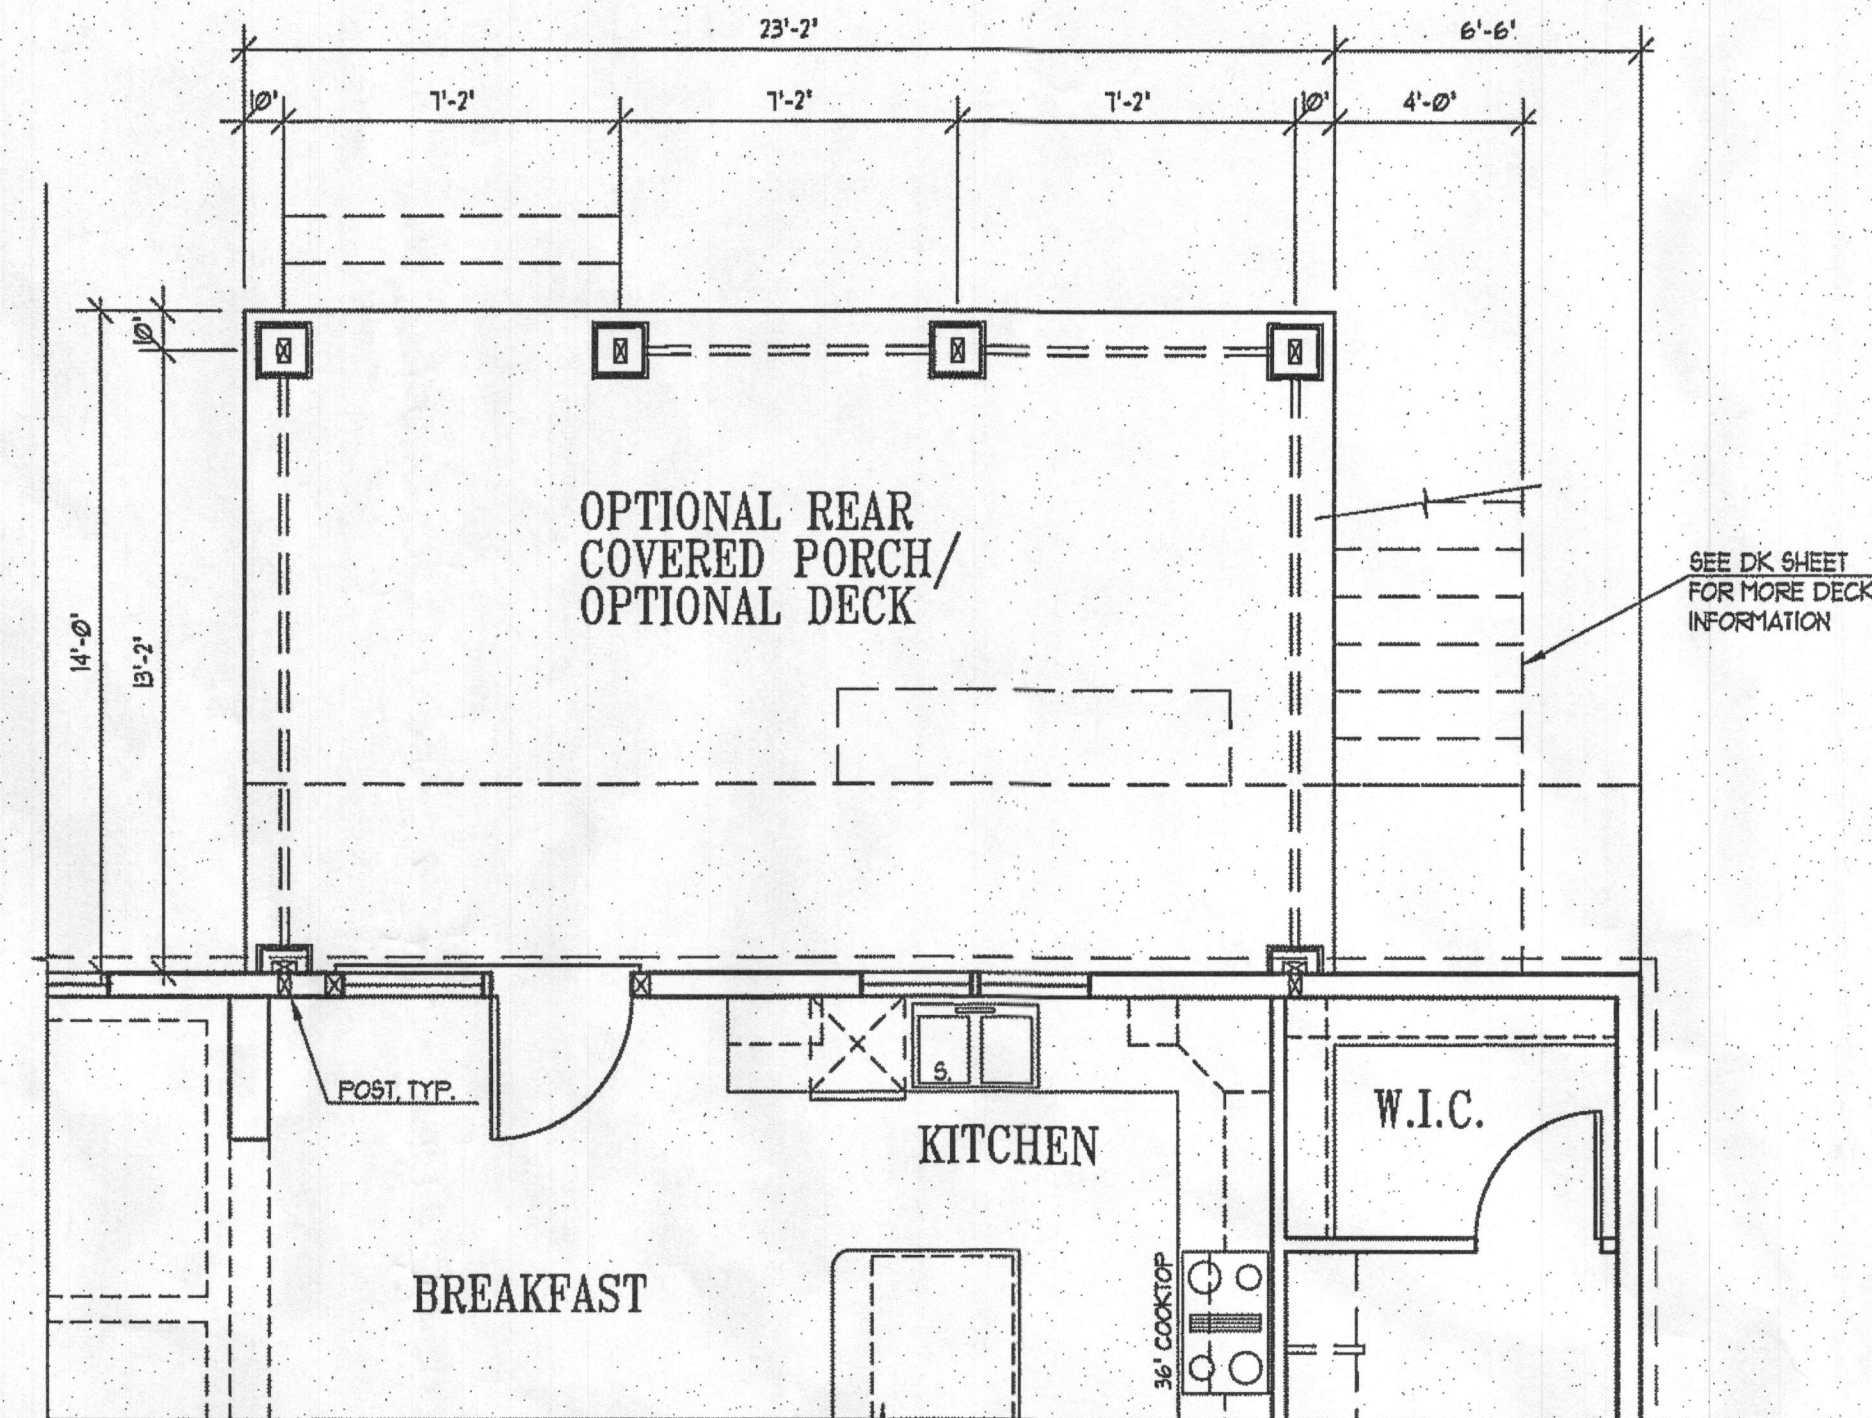 23'-2" 6'-6"
10" 7'-2" 7'-2" 7'-2" 10" 4'-0"
10"
OPTIONAL REAR
COVERED PORCH/
OPTIONAL DECK
SEE DK SHEET
FOR MORE DECK
INFORMATION
14'-0"
13'-2"
S.
POST, TYP.
W.I.C.
KITCHEN
BREAKFAST
36" COOKTOP